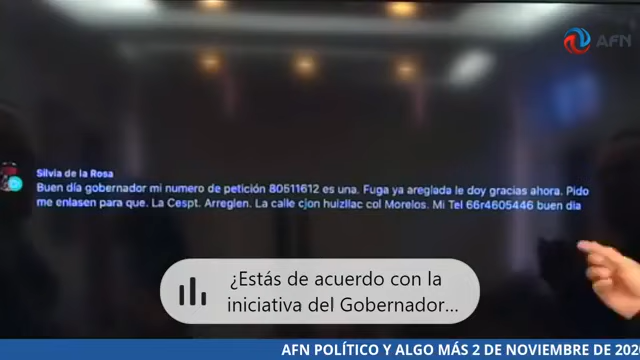 AFN
Silvia de la Rosa
Buen día gobernador mi numero de petición 80511612 es una. Fuga ya areglada le doy gracias ahora. Pido
me enlasen para que. La Cespt. Arreglen. La calle cjon huizllac col Morelos. Mi Tel 66r4605446 buen dia
¿Estás de acuerdo con la
iniciativa del Gobernador...
AFN POLÍTICO Y ALGO MÁS 2 DE NOVIEMBRE DE 202